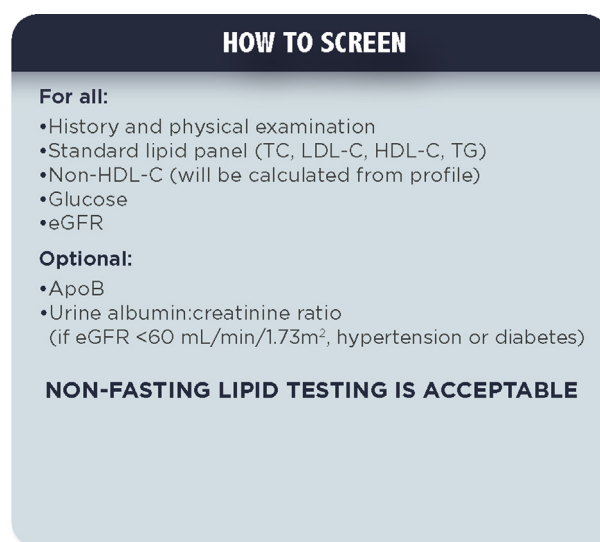 HOW TO SCREEN
For all:
•History and physical examination
•Standard lipid panel (TC, LDL-C, HDL-C, TG)
•Non-HDL-C (will be calculated from profile)
•Glucose
•eGFR
Optional:
•ApoB
•Urine albumin:creatinine ratio
(if eGFR <60 mL/min/1.73m², hypertension or diabetes)
NON-FASTING LIPID TESTING IS ACCEPTABLE